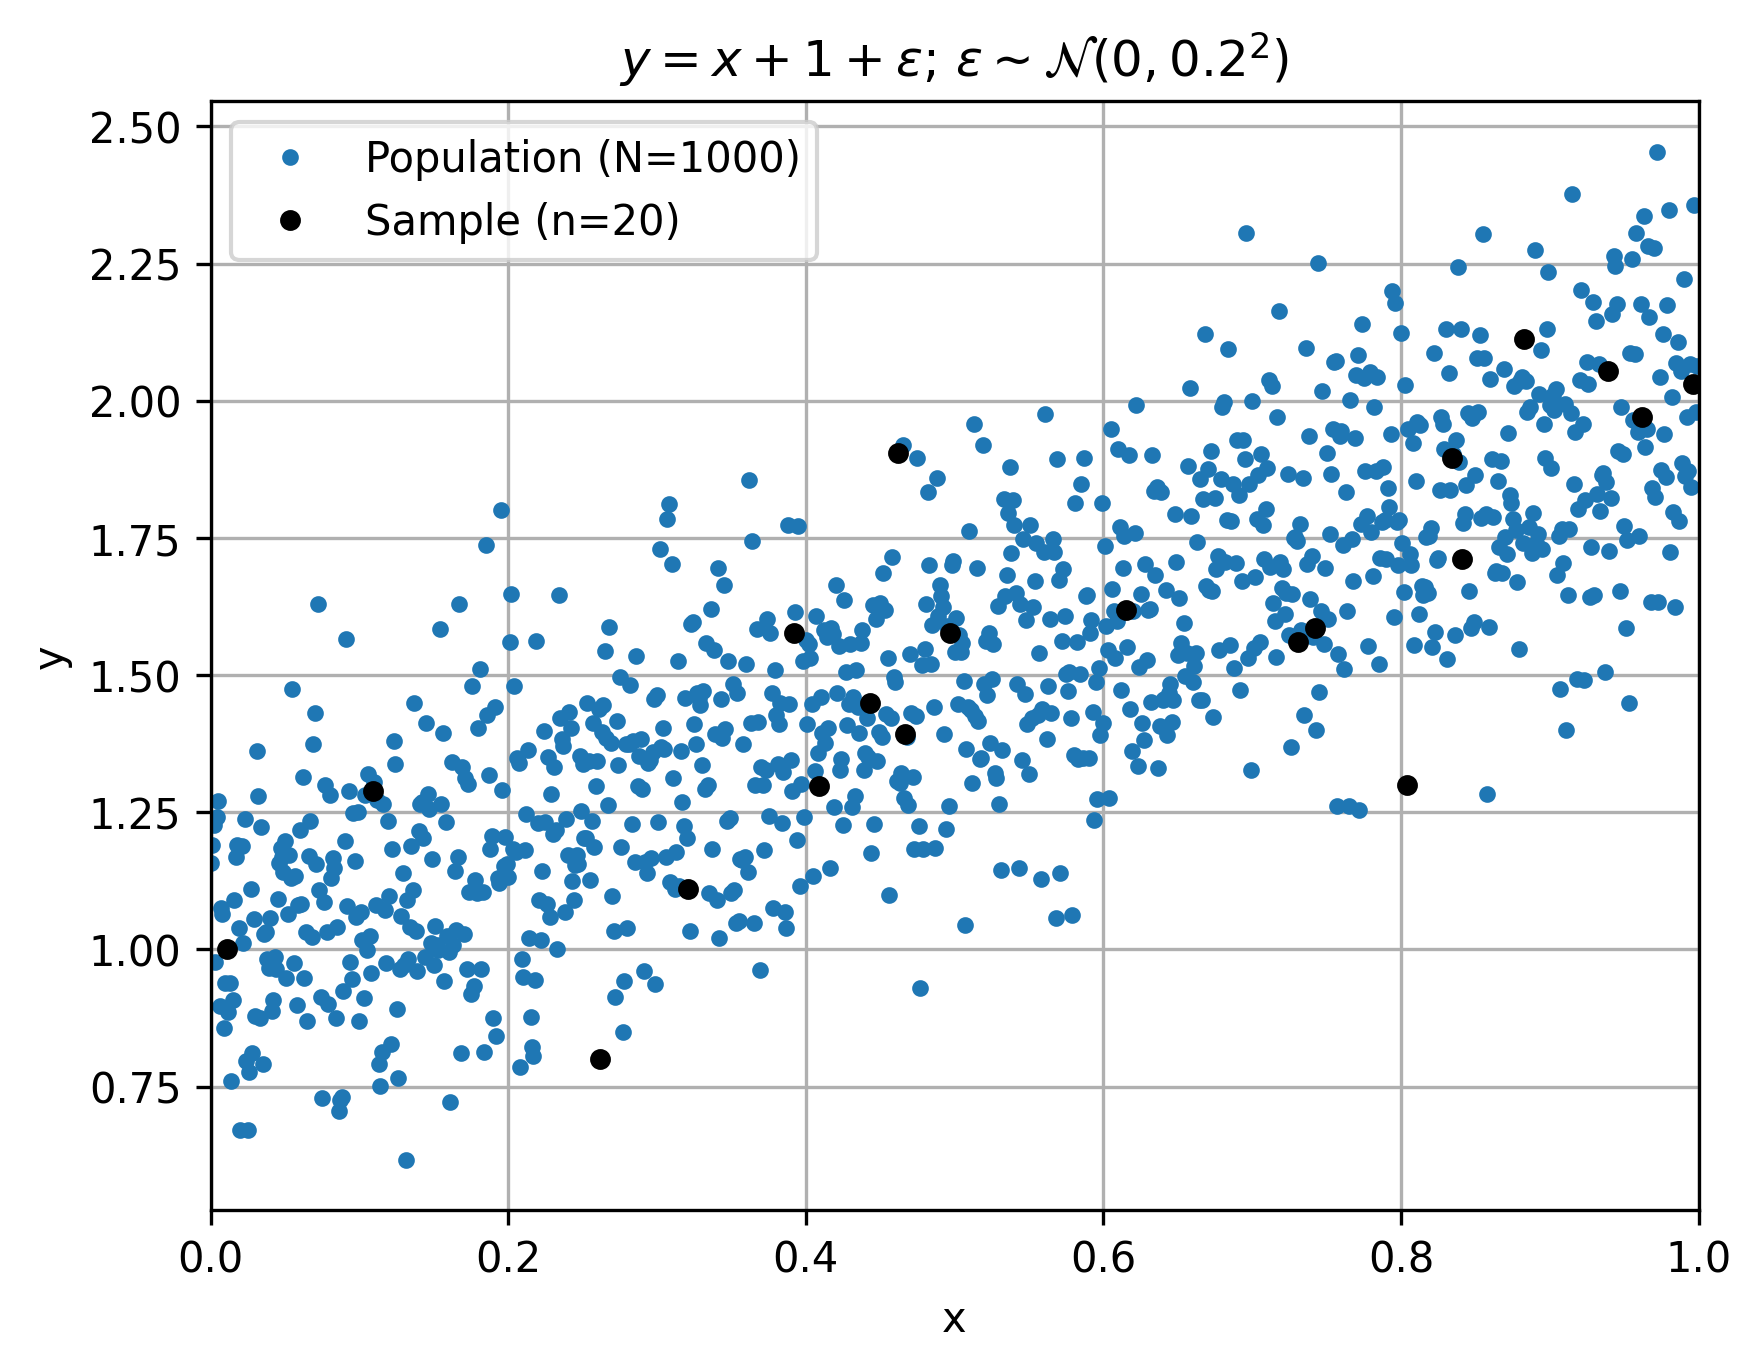 y = x + 1 + ε; ε ∼ 𝒩(0, 0.2²)
Population (N=1000)
Sample (n=20)
2.50
2.25
2.00
1.75
1.50
1.25
1.00
0.75
y
0.0 0.2 0.4 0.6 0.8 1.0
x